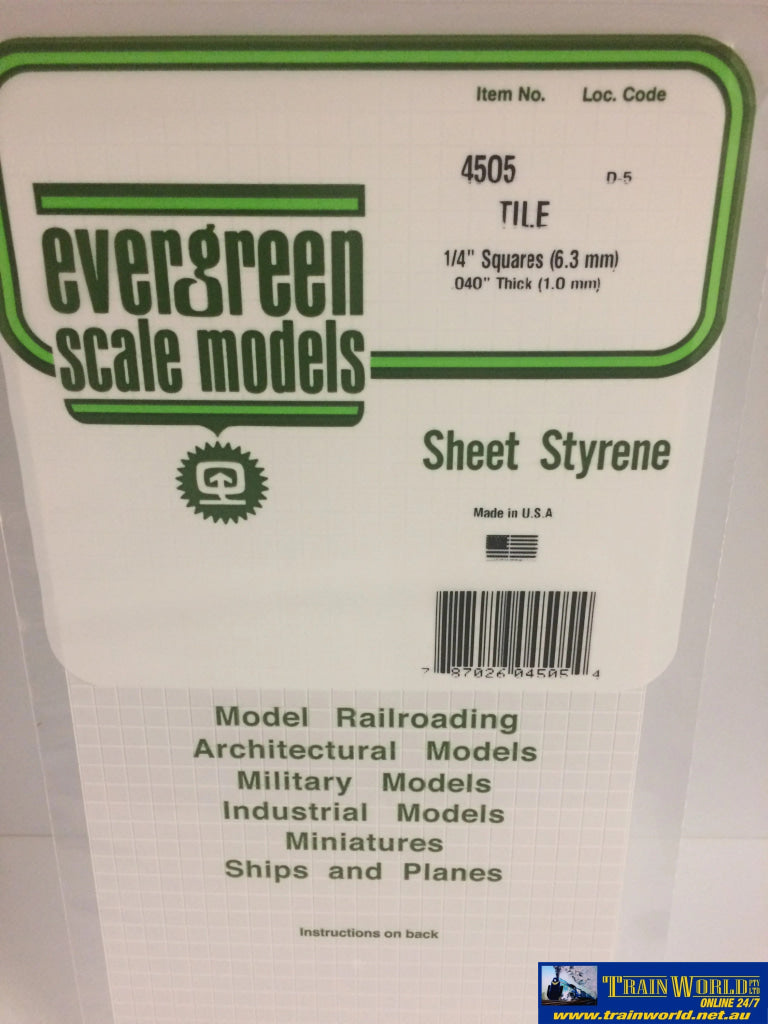 Item No. Loc. Code
4505 D-5
TILE
1/4" Squares (6.3 mm)
.040" Thick (1.0 mm)
evergreen
scale models
Sheet Styrene
Made in U.S.A
7 87026 04505 4
Model Railroading
Architectural Models
Military Models
Industrial Models
Miniatures
Ships and Planes
Instructions on back
TRAIN WORLD PTY LTD
ONLINE 24/7
www.trainworld.net.au